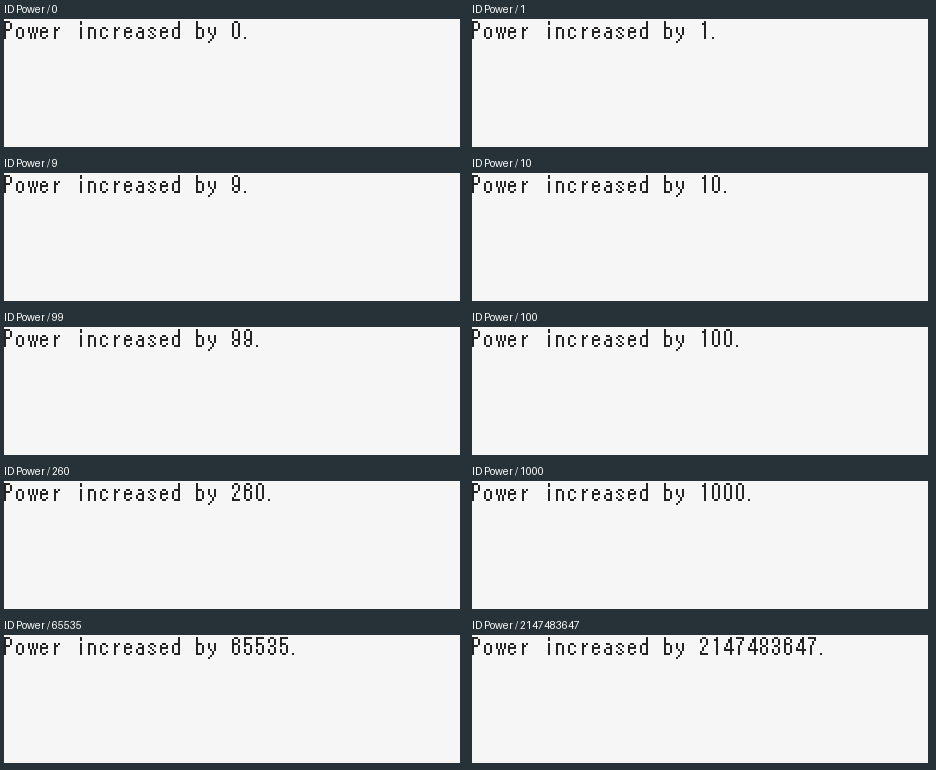 ID Power / 0
Power increased by 0.
ID Power / 1
Power increased by 1.
ID Power / 9
Power increased by 9.
ID Power / 10
Power increased by 10.
ID Power / 99
Power increased by 99.
ID Power / 100
Power increased by 100.
ID Power / 260
Power increased by 260.
ID Power / 1000
Power increased by 1000.
ID Power / 65535
Power increased by 65535.
ID Power / 2147483647
Power increased by 2147483647.